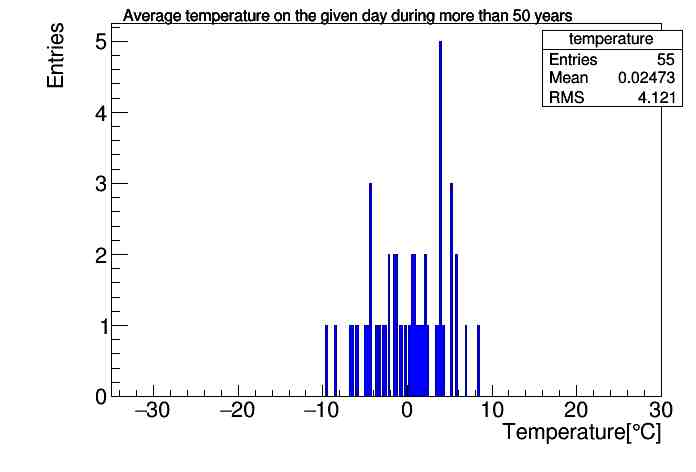 Average temperature on the given day during more than 50 years
temperature
Entries 55
Mean 0.02473
RMS 4.121
Entries
5
4
3
2
1
0
−30 −20 −10 0 10 20 30
Temperature[°C]